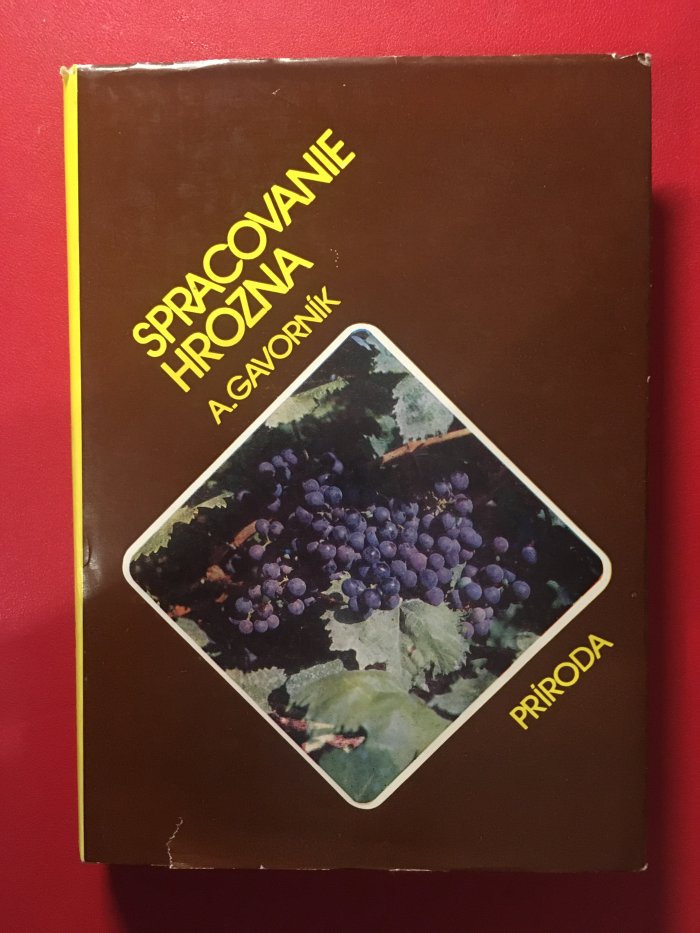 SPRACOVANIE
HROZNA
A. GAVORNÍK
PRÍRODA